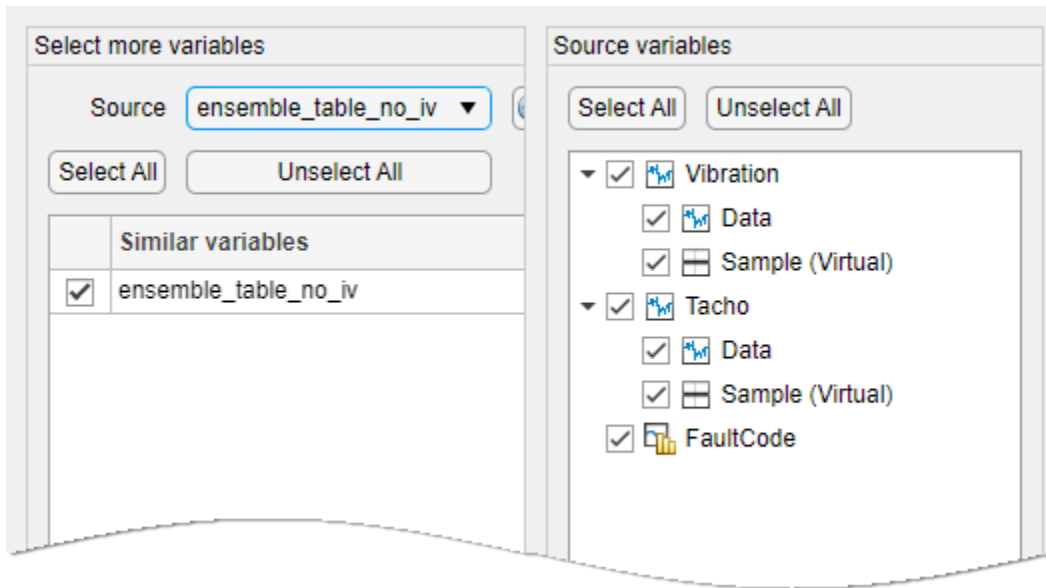 Select more variables
Source ensemble_table_no_iv
Select All Unselect All
Similar variables
ensemble_table_no_iv
Source variables
Select All Unselect All
Vibration
Data
Sample (Virtual)
Tacho
Data
Sample (Virtual)
FaultCode